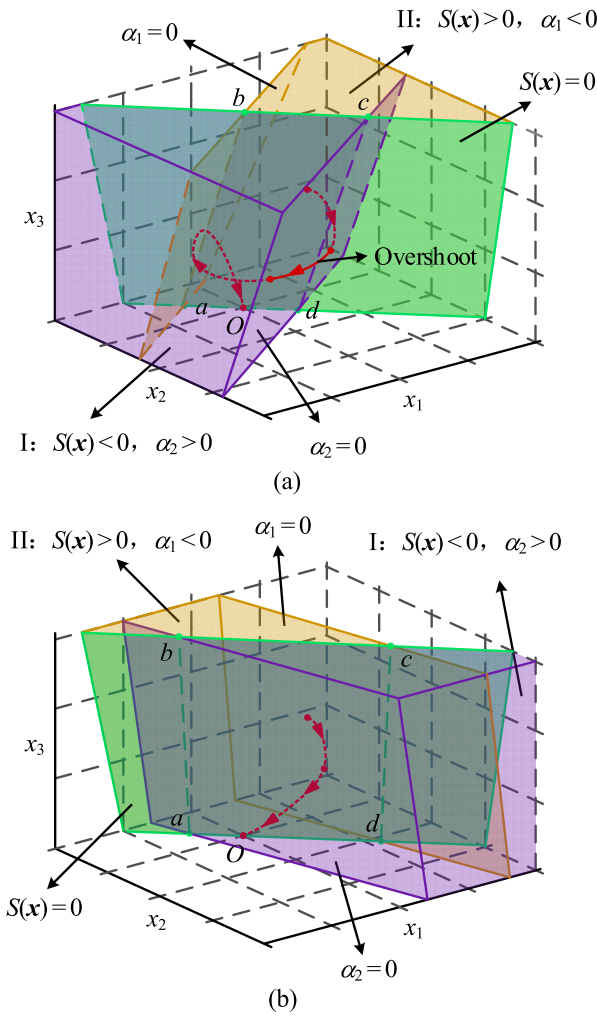 II：S(x)>0，α₁<0
α₁=0
S(x)=0
b
c
x₃
Overshoot
a
O
d
x₂
x₁
I：S(x)<0，α₂>0
α₂=0
(a)
α₁=0
II：S(x)>0，α₁<0
I：S(x)<0，α₂>0
b
c
x₃
a
d
O
S(x)=0
x₂
x₁
α₂=0
(b)